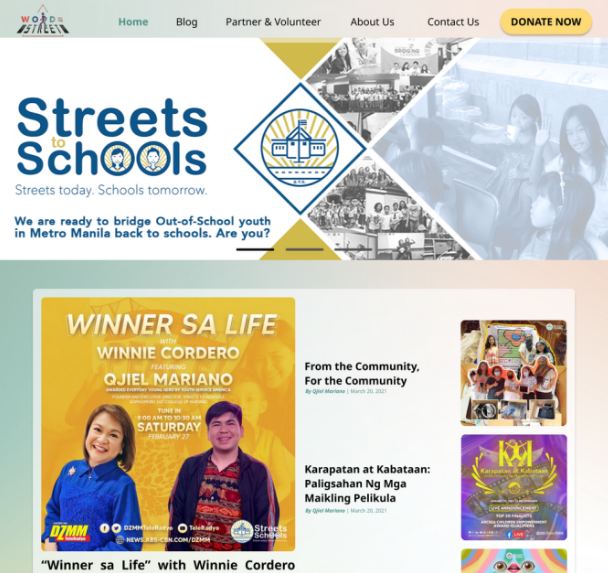 WORD ON THE
STREET
Home
Blog
Partner & Volunteer
About Us
Contact Us
DONATE NOW
Streets
to
Schools
Streets today. Schools tomorrow.
We are ready to bridge Out-of-School youth
in Metro Manila back to schools. Are you?
WINNER SA LIFE
WITH
WINNIE CORDERO
FEATURING
QJIEL MARIANO
TUNE IN
9:00 AM TO 10:30 AM
SATURDAY
FEBRUARY 27
DZMM
TeleRadyo
DZMMTeleRadyo
TeleRadyo
NEWS.ABS-CBN.COM/DZMM
Streets
to
Schools
“Winner sa Life” with Winnie Cordero
From the Community,
For the Community
By Qjiel Mariano | March 20, 2021
Karapatan at Kabataan:
Paligsahan Ng Mga
Maikling Pelikula
By Qjiel Mariano | March 20, 2021
Karapatan at Kabataan
LIVE ANNOUNCEMENT
LIVE